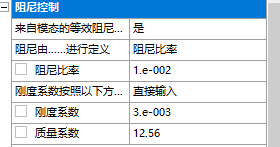 阻尼控制
来自模态的等效阻尼... 是
阻尼由......进行定义 阻尼比率
阻尼比率 1.e-002
刚度系数按照以下方... 直接输入
刚度系数 3.e-003
质量系数 12.56